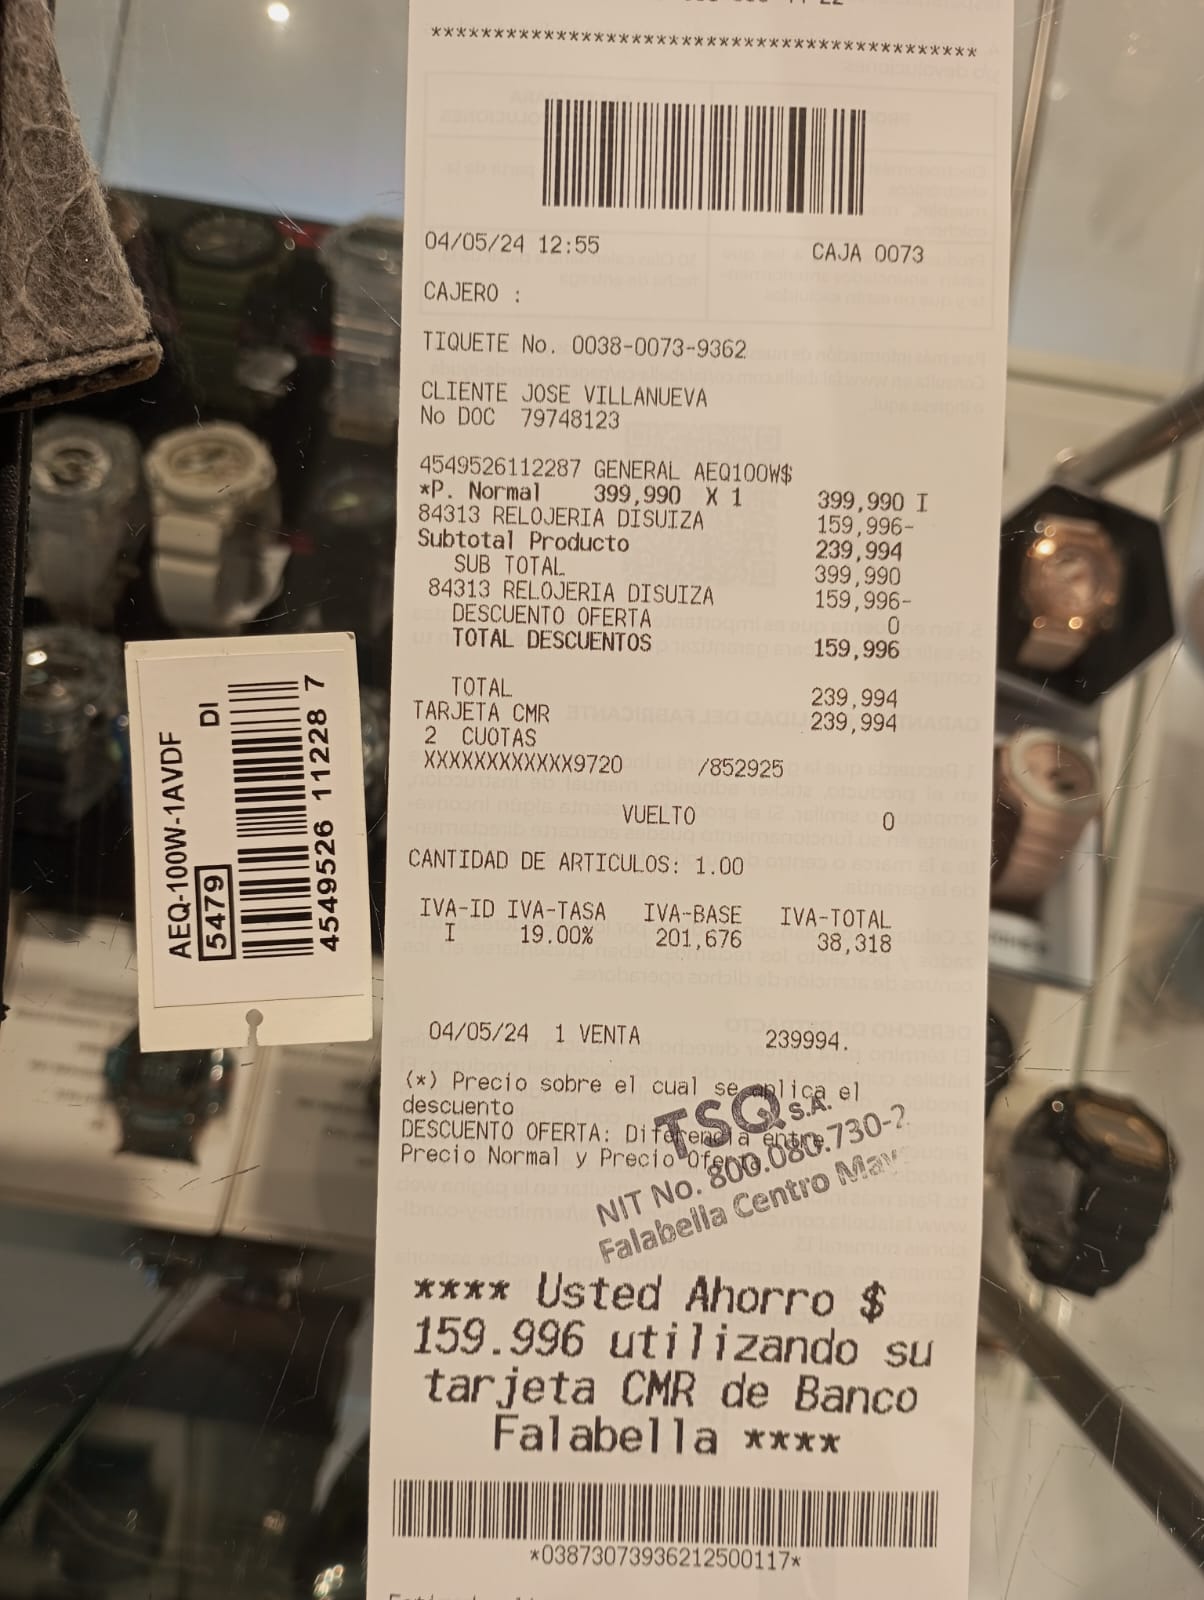 ********************************************
04/05/24 12:55 CAJA 0073
CAJERO :
TIQUETE No. 0038-0073-9362
CLIENTE JOSE VILLANUEVA
No DOC 79748123
4549526112287 GENERAL AEQ100W$
*P. Normal 399,990 X 1 399,990 I
84313 RELOJERIA DISUIZA 159,996-
Subtotal Producto 239,994
SUB TOTAL 399,990
84313 RELOJERIA DISUIZA 159,996-
DESCUENTO OFERTA 0
TOTAL DESCUENTOS 159,996
TOTAL 239,994
TARJETA CMR 239,994
2 CUOTAS
XXXXXXXXXXXX9720 /852925
VUELTO 0
CANTIDAD DE ARTICULOS: 1.00
IVA-ID IVA-TASA IVA-BASE IVA-TOTAL
I 19.00% 201,676 38,318
04/05/24 1 VENTA 239994.
(*) Precio sobre el cual se aplica el
descuento
DESCUENTO OFERTA: Diferencia entre
Precio Normal y Precio Oferta
TSQ S.A.
NIT No. 800.080.730-2
Falabella Centro May
**** Usted Ahorro $
159.996 utilizando su
tarjeta CMR de Banco
Falabella ****
*03873073936212500117*
AEQ-100W-1AVDF
5479 DI
4549526 11228 7